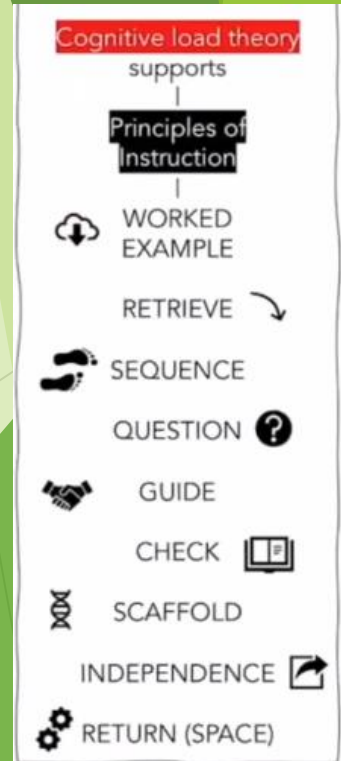 Cognitive load theory
supports
Principles of
Instruction
WORKED
EXAMPLE
RETRIEVE
SEQUENCE
QUESTION
GUIDE
CHECK
SCAFFOLD
INDEPENDENCE
RETURN (SPACE)